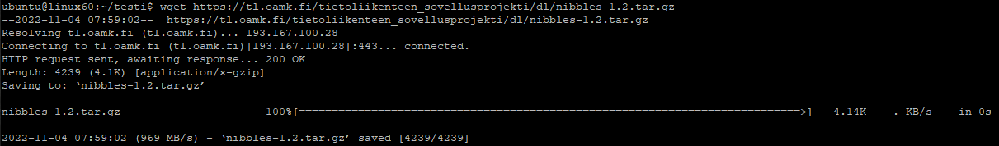 ubuntu@linux60:~/testi$ wget https://tl.oamk.fi/tietoliikenteen_sovellusprojekti/dl/nibbles-1.2.tar.gz
--2022-11-04 07:59:02--  https://tl.oamk.fi/tietoliikenteen_sovellusprojekti/dl/nibbles-1.2.tar.gz
Resolving tl.oamk.fi (tl.oamk.fi)... 193.167.100.28
Connecting to tl.oamk.fi (tl.oamk.fi)|193.167.100.28|:443... connected.
HTTP request sent, awaiting response... 200 OK
Length: 4239 (4.1K) [application/x-gzip]
Saving to: ‘nibbles-1.2.tar.gz’
nibbles-1.2.tar.gz 100%[============================================================================>] 4.14K --.-KB/s in 0s
2022-11-04 07:59:02 (969 MB/s) - ‘nibbles-1.2.tar.gz’ saved [4239/4239]